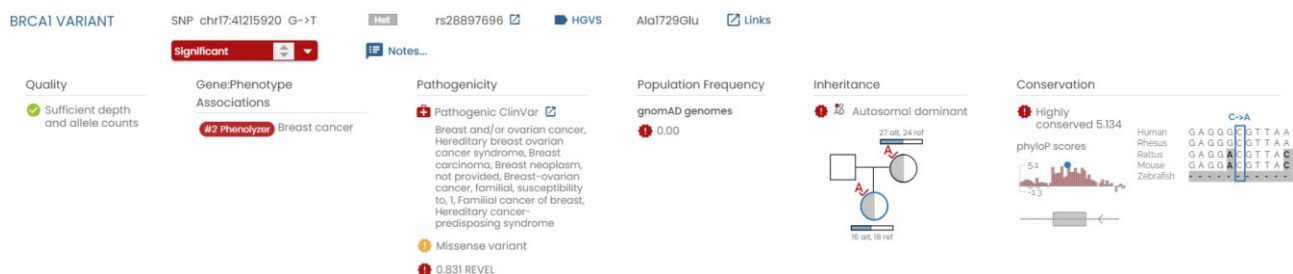 BRCA1 VARIANT
SNP chr17:41215920 G->T
Het
rs28897696
HGVS
Ala1729Glu
Links
Significant
Notes...
Quality
Sufficient depth
and allele counts
Gene:Phenotype
Associations
#2 Phenolyzer Breast cancer
Pathogenicity
Pathogenic ClinVar
Breast and/or ovarian cancer,
Hereditary breast ovarian
cancer syndrome, Breast
carcinoma, Breast neoplasm,
not provided, Breast-ovarian
cancer, familial, susceptibility
to, 1, Familial cancer of breast,
Hereditary cancer-
predisposing syndrome
Missense variant
0.831 REVEL
Population Frequency
gnomAD genomes
0.00
Inheritance
AD Autosomal dominant
27 alt, 24 ref
A
A
16 alt, 18 ref
Conservation
Highly
conserved 5.134
phyloP scores
5.1
-1.3
C->A
Human G A G G G C G T T A A
Rhesus G A G G G C G T T A A
Rattus G A G G A C G T T A C
Mouse G A G G A C G T T A C
Zebrafish - - - - - - - - - - -